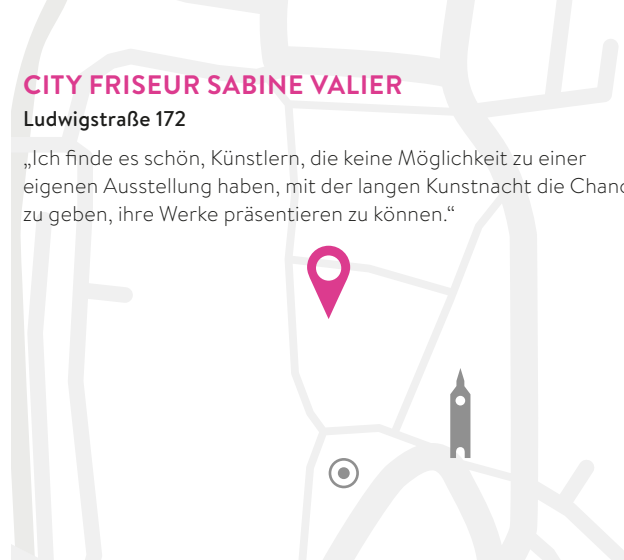 CITY FRISEUR SABINE VALIER
Ludwigstraße 172
„Ich finde es schön, Künstlern, die keine Möglichkeit zu einer
eigenen Ausstellung haben, mit der langen Kunstnacht die
zu geben, ihre Werke präsentieren zu können.“